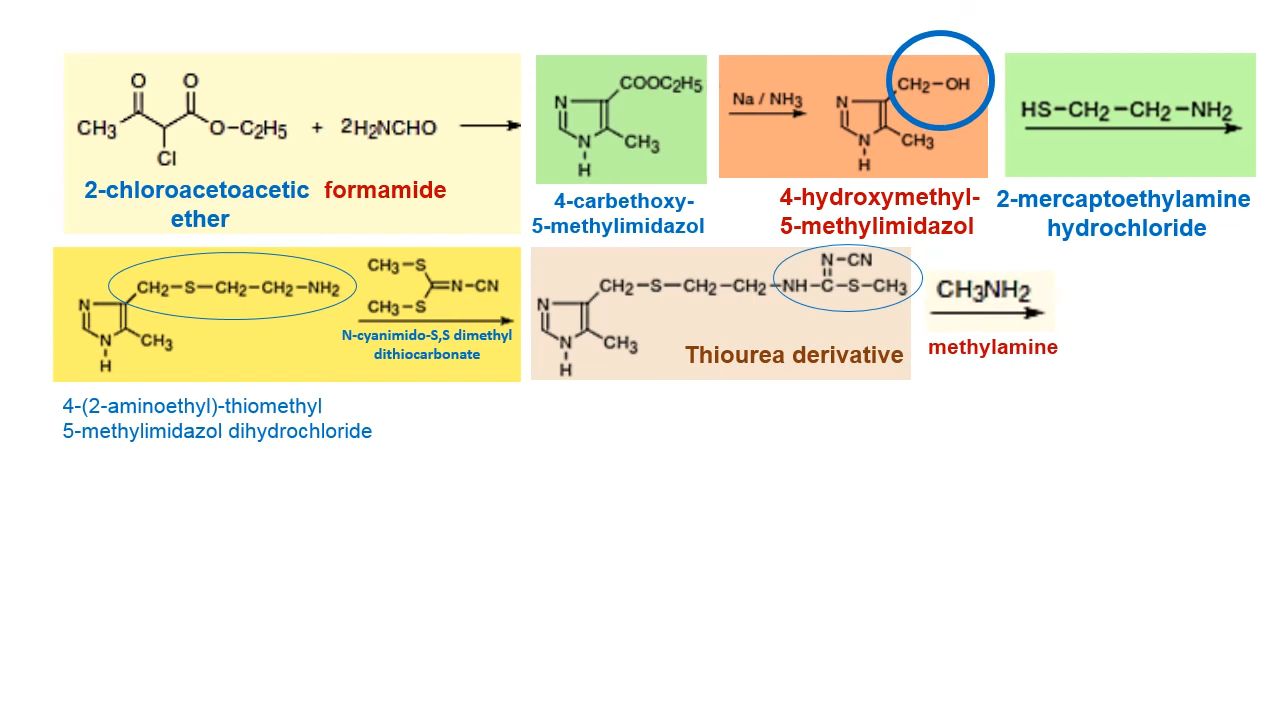 O O
CH3 O-C2H5 + 2H2NCHO
Cl
2-chloroacetoacetic formamide
ether
COOC2H5
N
N CH3
H
4-carbethoxy-
5-methylimidazol
Na / NH3
CH2-OH
N
N CH3
H
4-hydroxymethyl-
5-methylimidazol
HS-CH2-CH2-NH2
2-mercaptoethylamine
hydrochloride
CH2-S-CH2-CH2-NH2
N
N CH3
H
CH3-S
=N-CN
CH3-S
N-cyanimido-S,S dimethyl
dithiocarbonate
N-CN
CH2-S-CH2-CH2-NH-C-S-CH3
N
N CH3
H
Thiourea derivative
CH3NH2
methylamine
4-(2-aminoethyl)-thiomethyl
5-methylimidazol dihydrochloride